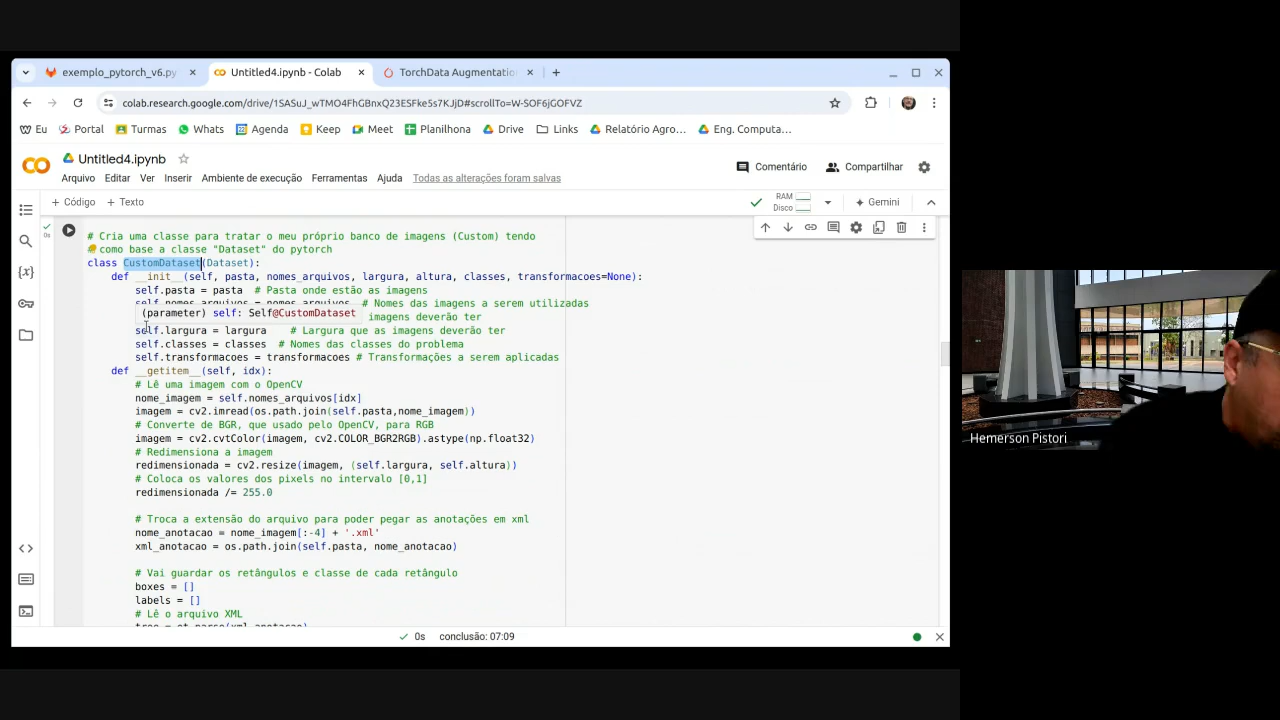 exemplo_pytorch_v6.py
Untitled4.ipynb - Colab
TorchData Augmentatio
colab.research.google.com/drive/1SASuJ_wTMO4FhGBnxQ23ESFke5s7KJjD#scrollTo=W-SOF6jGOFVZ
Eu Portal Turmas Whats Agenda Keep Meet Planilhona Drive Links Relatório Agro... Drive Eng. Computa...
Untitled4.ipynb
Comentário Compartilhar
Arquivo Editar Ver Inserir Ambiente de execução Ferramentas Ajuda Todas as alterações foram salvas
+ Código + Texto
RAM
Disco
Gemini
0s
# Cria uma classe para tratar o meu próprio banco de imagens (Custom) tendo
como base a classe "Dataset" do pytorch
class CustomDataset(Dataset):
def __init__(self, pasta, nomes_arquivos, largura, altura, classes, transformacoes=None):
self.pasta = pasta # Pasta onde estão as imagens
self.nomes_arquivos = nomes_arquivos # Nomes das imagens a serem utilizadas
(parameter) self: Self@CustomDataset
imagens deverão ter
self.largura = largura # Largura que as imagens deverão ter
self.classes = classes # Nomes das classes do problema
self.transformacoes = transformacoes # Transformações a serem aplicadas
def __getitem__(self, idx):
# Lê uma imagem com o OpenCV
nome_imagem = self.nomes_arquivos[idx]
imagem = cv2.imread(os.path.join(self.pasta,nome_imagem))
# Converte de BGR, que usado pelo OpenCV, para RGB
imagem = cv2.cvtColor(imagem, cv2.COLOR_BGR2RGB).astype(np.float32)
# Redimensiona a imagem
redimensionada = cv2.resize(imagem, (self.largura, self.altura))
# Coloca os valores dos pixels no intervalo [0,1]
redimensionada /= 255.0
# Troca a extensão do arquivo para poder pegar as anotações em xml
nome_anotacao = nome_imagem[:-4] + '.xml'
xml_anotacao = os.path.join(self.pasta, nome_anotacao)
# Vai guardar os retângulos e classe de cada retângulo
boxes = []
labels = []
# Lê o arquivo XML
tree = et.parse(xml_anotacao)
0s conclusão: 07:09
Hemerson Pistori